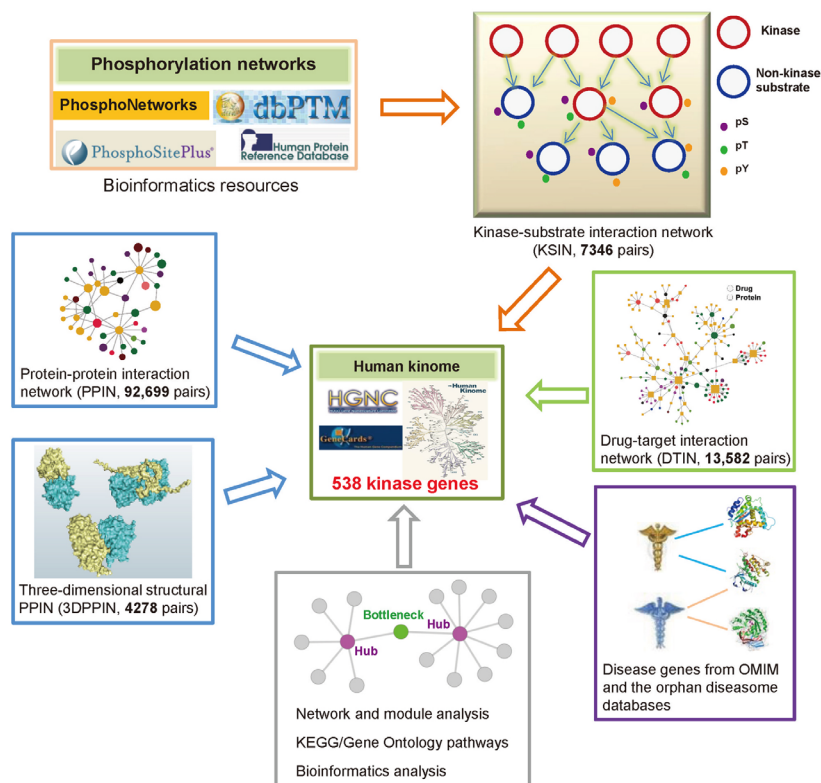 Phosphorylation networks
PhosphoNetworks
dbPTM
PhosphoSitePlus®
Human Protein
Reference Database
Bioinformatics resources
Kinase
Non-kinase
substrate
pS
pT
pY
Kinase-substrate interaction network
(KSIN, 7346 pairs)
Protein-protein interaction
network (PPIN, 92,699 pairs)
Human kinome
HGNC
GeneCards®
the Human
Kinome
538 kinase genes
Drug
Protein
Drug-target interaction
network (DTIN, 13,582 pairs)
Three-dimensional structural
PPIN (3DPPIN, 4278 pairs)
Bottleneck
Hub
Hub
Network and module analysis
KEGG/Gene Ontology pathways
Bioinformatics analysis
Disease genes from OMIM
and the orphan diseasome
databases